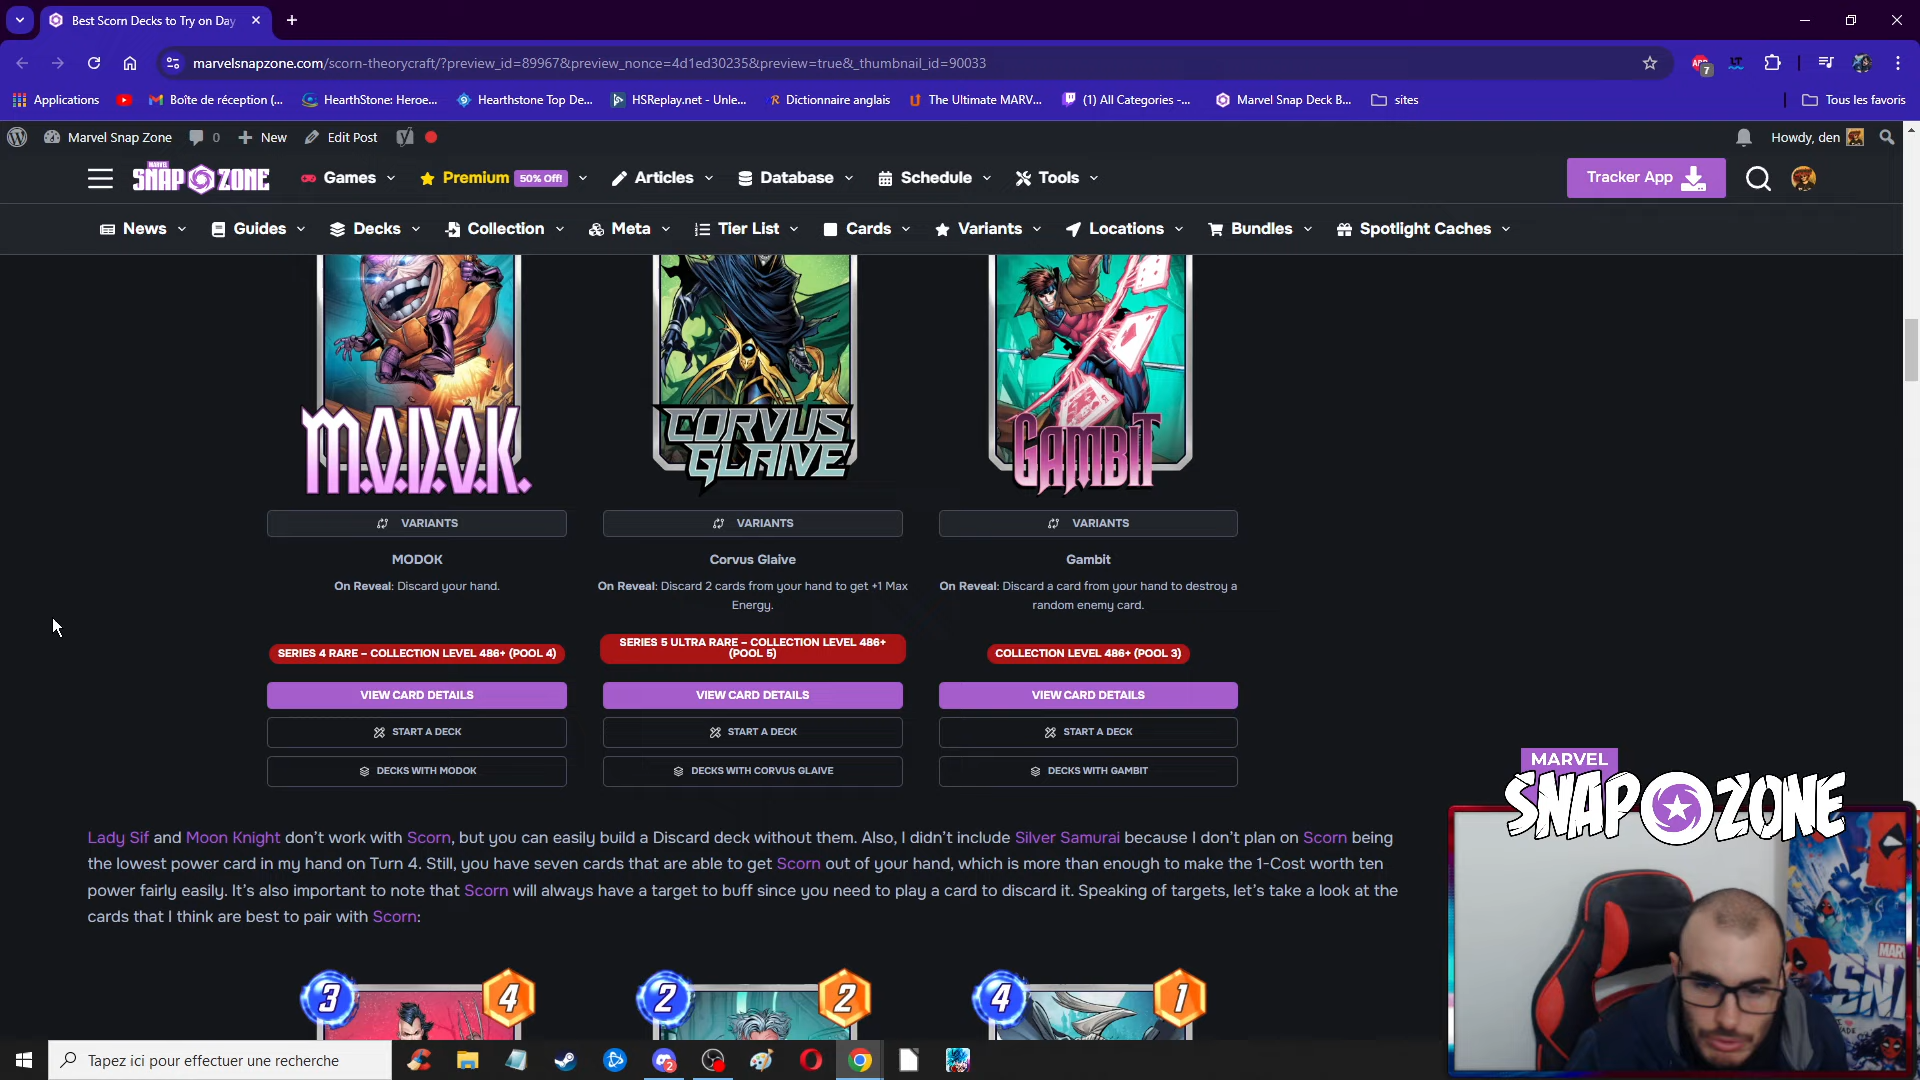 Best Scorn Decks to Try on Day
marvelsnapzone.com/scorn-theorycraft/?preview_id=89967&preview_nonce=4d1ed30235&preview=true&_thumbnail_id=90033
7
Applications
Boîte de réception (...
HearthStone: Heroe...
Hearthstone Top De...
HSReplay.net - Unle...
Dictionnaire anglais
The Ultimate MARV...
(1) All Categories -...
Marvel Snap Deck B...
sites
Tous les favoris
Marvel Snap Zone
0
New
Edit Post
Howdy, den
MARVEL
SNAP ZONE
Games
Premium
50% Off!
Articles
Database
Schedule
Tools
Tracker App
News
Guides
Decks
Collection
Meta
Tier List
Cards
Variants
Locations
Bundles
Spotlight Caches
M.O.D.O.K.
CORVUS
GLAIVE
GAMBIT
VARIANTS
VARIANTS
VARIANTS
MODOK
Corvus Glaive
Gambit
On Reveal: Discard your hand.
On Reveal: Discard 2 cards from your hand to get +1 Max
Energy.
On Reveal: Discard a card from your hand to destroy a
random enemy card.
SERIES 4 RARE – COLLECTION LEVEL 486+ (POOL 4)
SERIES 5 ULTRA RARE – COLLECTION LEVEL 486+
(POOL 5)
COLLECTION LEVEL 486+ (POOL 3)
VIEW CARD DETAILS
VIEW CARD DETAILS
VIEW CARD DETAILS
START A DECK
START A DECK
START A DECK
DECKS WITH MODOK
DECKS WITH CORVUS GLAIVE
DECKS WITH GAMBIT
Lady Sif and Moon Knight don't work with Scorn, but you can easily build a Discard deck without them. Also, I didn't include Silver Samurai because I don't plan on Scorn being
the lowest power card in my hand on Turn 4. Still, you have seven cards that are able to get Scorn out of your hand, which is more than enough to make the 1-Cost worth ten
power fairly easily. It's also important to note that Scorn will always have a target to buff since you need to play a card to discard it. Speaking of targets, let's take a look at the
cards that I think are best to pair with Scorn:
3
4
2
2
4
1
MARVEL
SNAP ZONE
Tapez ici pour effectuer une recherche
2